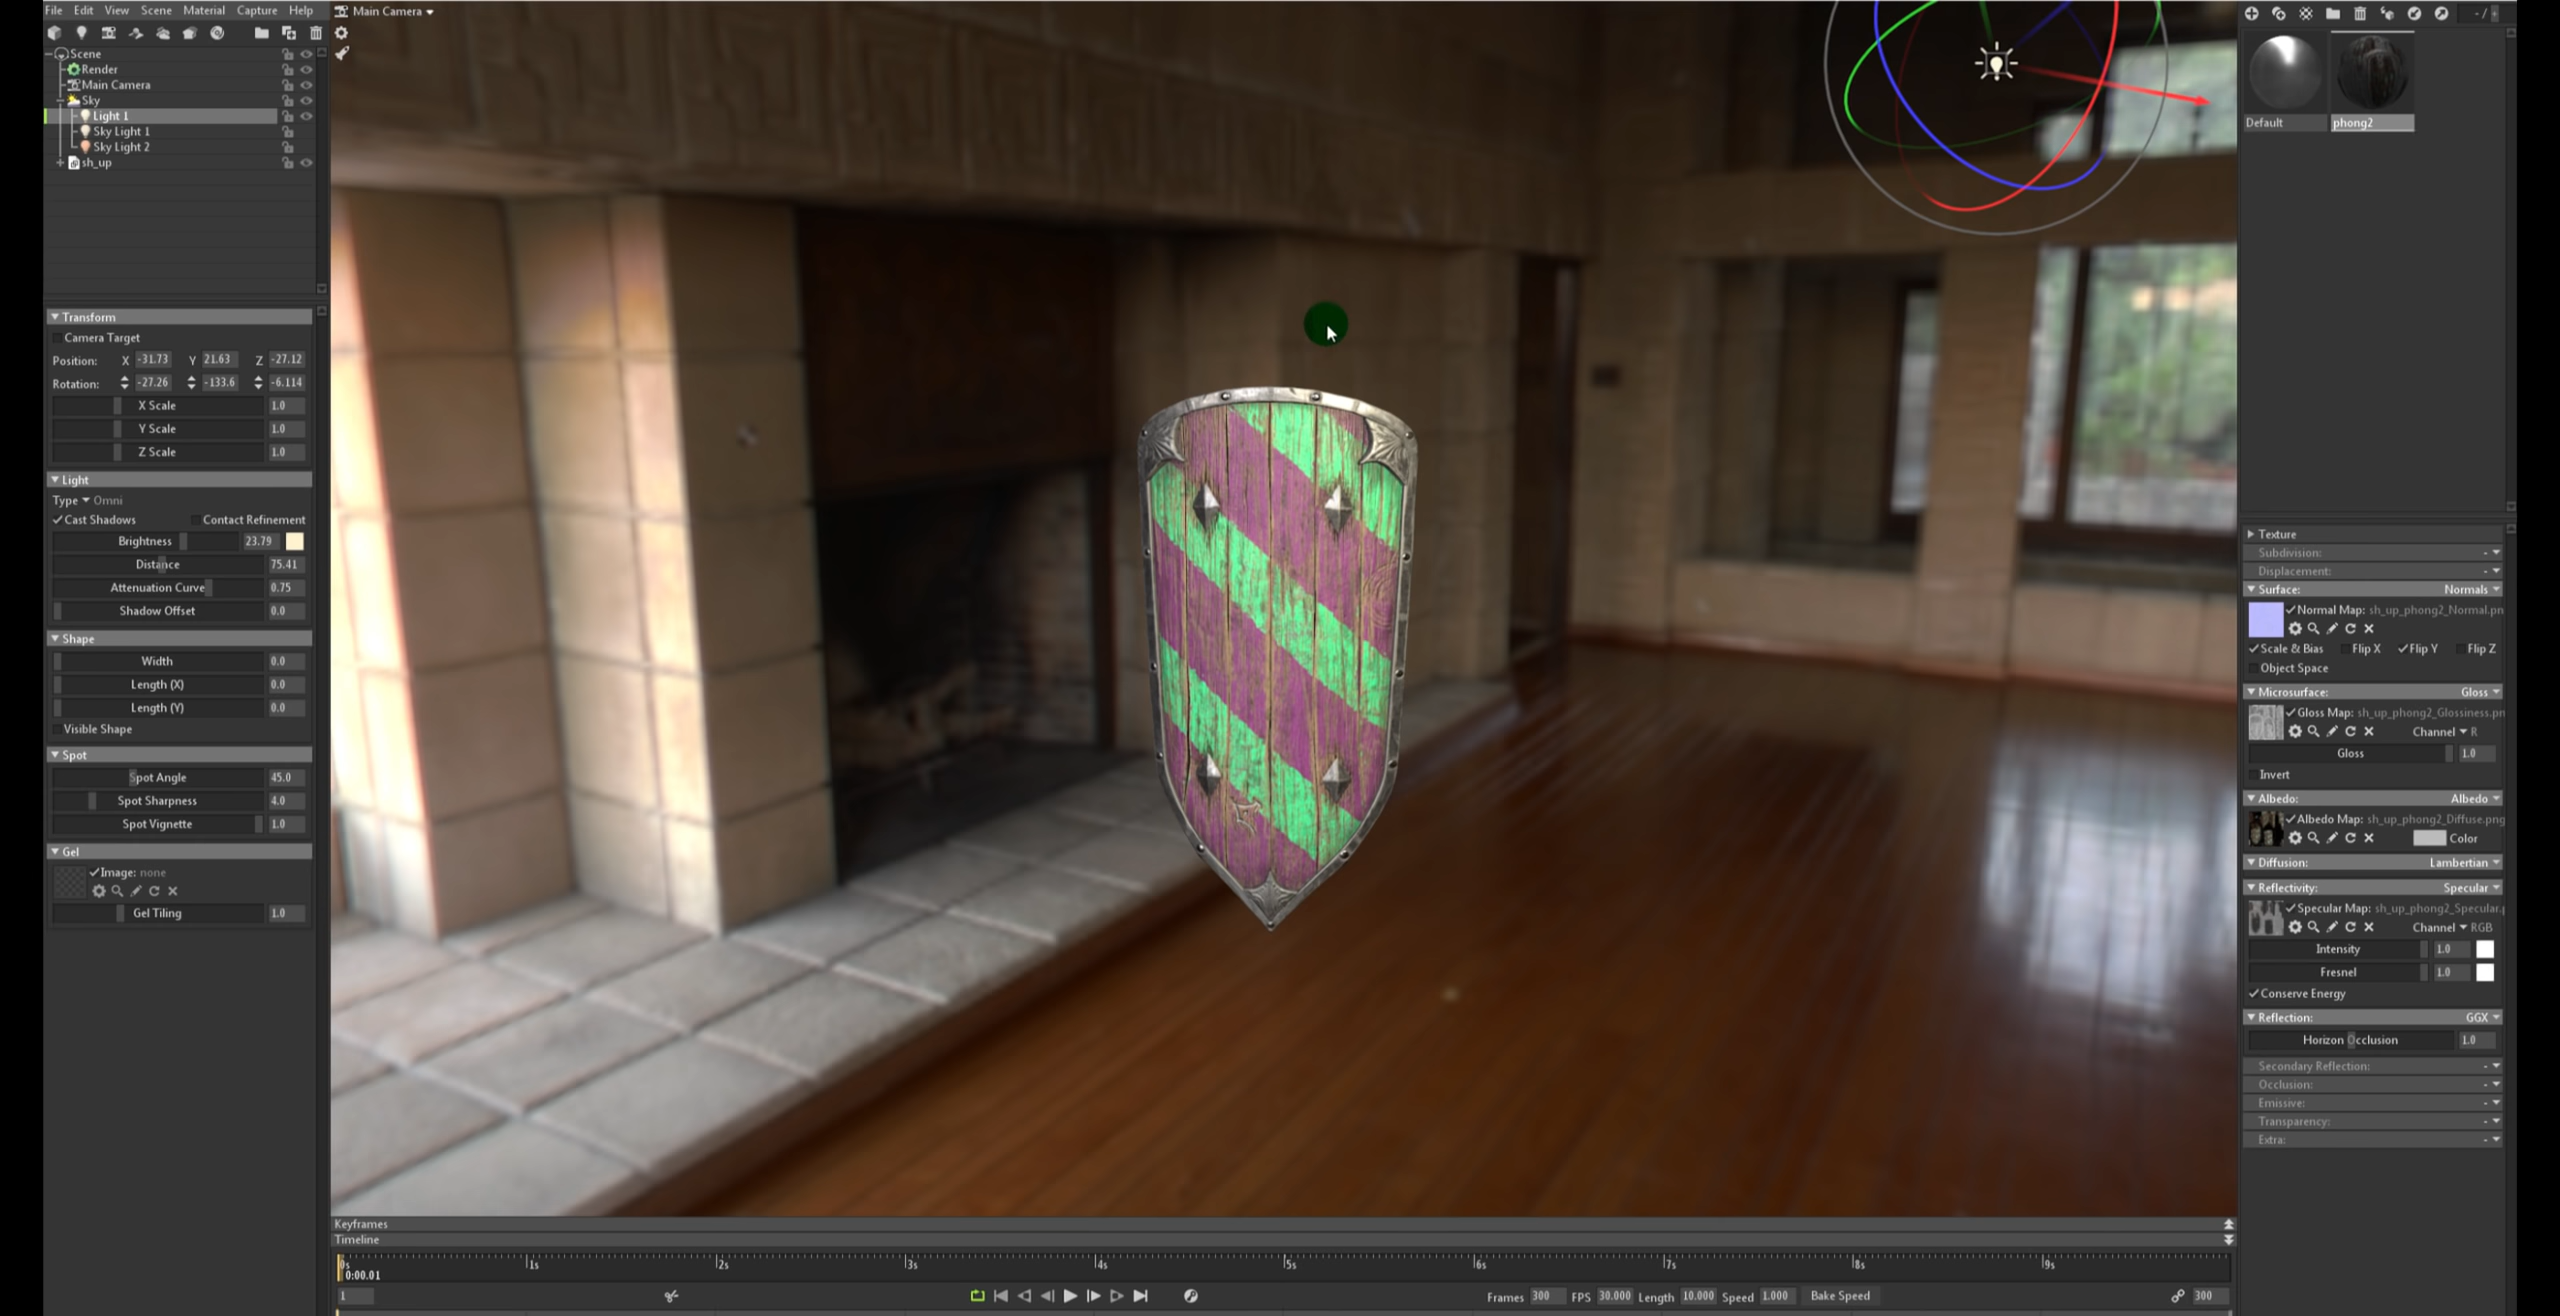 File Edit View Scene Material Capture Help
Scene
Render
Main Camera
Sky
Light 1
Sky Light 1
Sky Light 2
sh_up
Transform
Camera Target
Position: X -31.73 Y 21.63 Z -27.12
Rotation: -27.26 -133.6 -6.114
X Scale 1.0
Y Scale 1.0
Z Scale 1.0
Light
Type Omni
Cast Shadows Contact Refinement
Brightness 23.79
Distance 75.41
Attenuation Curve 0.75
Shadow Offset 0.0
Shape
Width 0.0
Length (X) 0.0
Length (Y) 0.0
Visible Shape
Spot
Spot Angle 45.0
Spot Sharpness 4.0
Spot Vignette 1.0
Gel
Image: none
Gel Tiling 1.0
Main Camera
Keyframes
Timeline
0s 1s 2s 3s 4s 5s 6s 7s 8s 9s
0:00.01
1 Frames 300 FPS 30.000 Length 10.000 Speed 1.000 Bake Speed 300
- /
Default phong2
Texture
Subdivision: -
Displacement: -
Surface: Normals
Normal Map: sh_up_phong2_Normal.pn
Scale & Bias Flip X Flip Y Flip Z
Object Space
Microsurface: Gloss
Gloss Map: sh_up_phong2_Glossiness.pn
Channel R
Gloss 1.0
Invert
Albedo: Albedo
Albedo Map: sh_up_phong2_Diffuse.png
Color
Diffusion: Lambertian
Reflectivity: Specular
Specular Map: sh_up_phong2_Specular.p
Channel RGB
Intensity 1.0
Fresnel 1.0
Conserve Energy
Reflection: GGX
Horizon Occlusion 1.0
Secondary Reflection: -
Occlusion: -
Emissive: -
Transparency: -
Extra: -